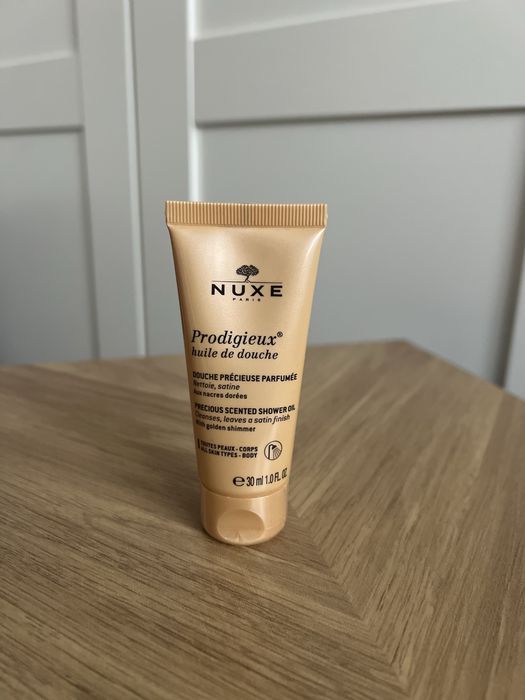 NUXE
PARIS
Prodigieux®
huile de douche
DOUCHE PRÉCIEUSE PARFUMÉE
Nettoie, satine
Aux nacres dorées
PRECIOUS SCENTED SHOWER OIL
Cleanses, leaves a satin finish
With golden shimmer
TOUTES PEAUX - CORPS
ALL SKIN TYPES - BODY
℮ 30 ml 1.0 FL. OZ.